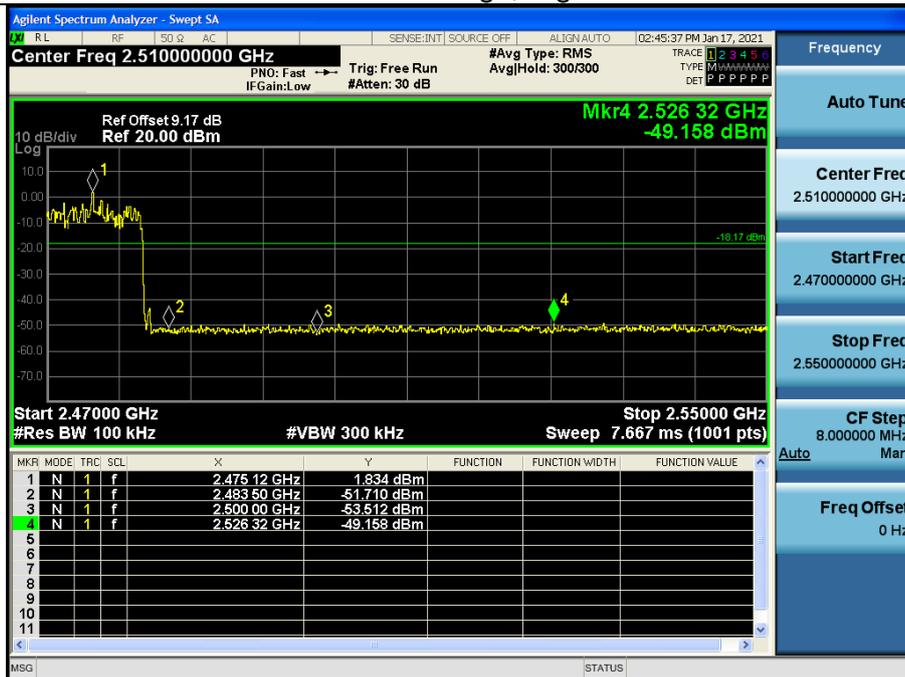 Agilent Spectrum Analyzer - Swept SA
LXI RL RF 50 Ω AC SENSE:INT SOURCE OFF ALIGN AUTO 02:45:37 PM Jan 17, 2021
Center Freq 2.510000000 GHz
PNO: Fast
IFGain:Low
Trig: Free Run
#Atten: 30 dB
#Avg Type: RMS
Avg|Hold: 300/300
TRACE 1 2 3 4 5 6
TYPE M
DET P P P P P P
Ref Offset 9.17 dB
10 dB/div Ref 20.00 dBm
Log
Mkr4 2.526 32 GHz
-49.158 dBm
10.0
0.00
-10.0
-20.0
-30.0
-40.0
-50.0
-60.0
-70.0
1
2
3
4
-18.17 dBm
Start 2.47000 GHz Stop 2.55000 GHz
#Res BW 100 kHz #VBW 300 kHz Sweep 7.667 ms (1001 pts)
MKR MODE TRC SCL X Y FUNCTION FUNCTION WIDTH FUNCTION VALUE
1 N 1 f 2.475 12 GHz 1.834 dBm
2 N 1 f 2.483 50 GHz -51.710 dBm
3 N 1 f 2.500 00 GHz -53.512 dBm
4 N 1 f 2.526 32 GHz -49.158 dBm
5
6
7
8
9
10
11
MSG STATUS
Frequency
Auto Tune
Center Freq
2.510000000 GHz
Start Freq
2.470000000 GHz
Stop Freq
2.550000000 GHz
CF Step
8.000000 MHz
Auto Man
Freq Offset
0 Hz